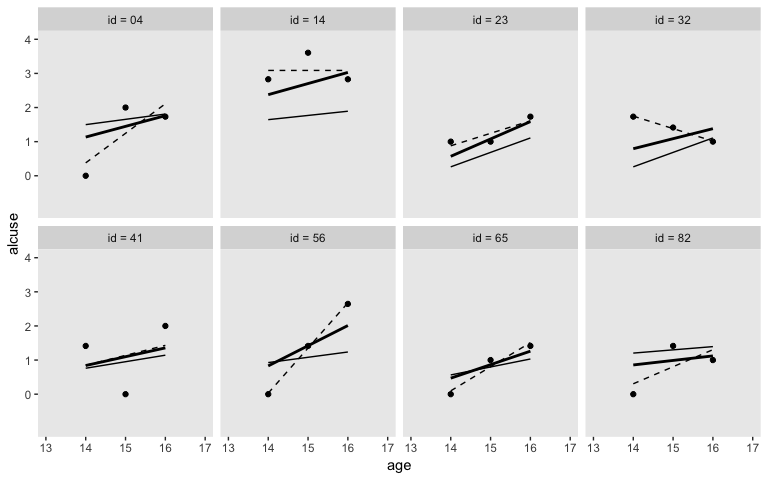 id = 04 id = 14 id = 23 id = 32
4
3
2
1
0
alcuse
id = 41 id = 56 id = 65 id = 82
4
3
2
1
0
13 14 15 16 17 13 14 15 16 17 13 14 15 16 17 13 14 15 16 17
age